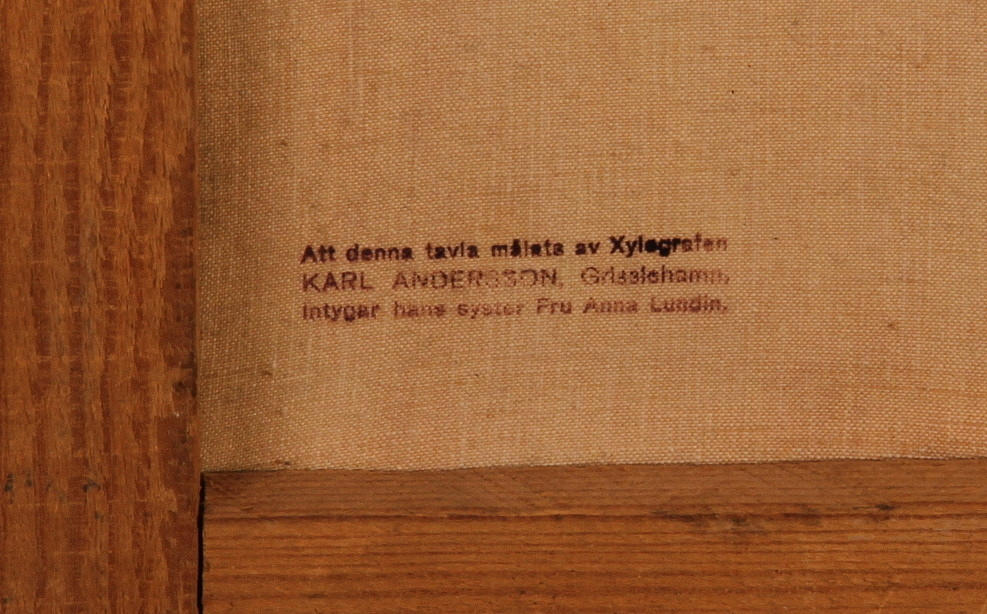 Att denna tavla målats av Xylografen
KARL ANDERSSON, Grisslehamn,
intygar hans syster Fru Anna Lundin.